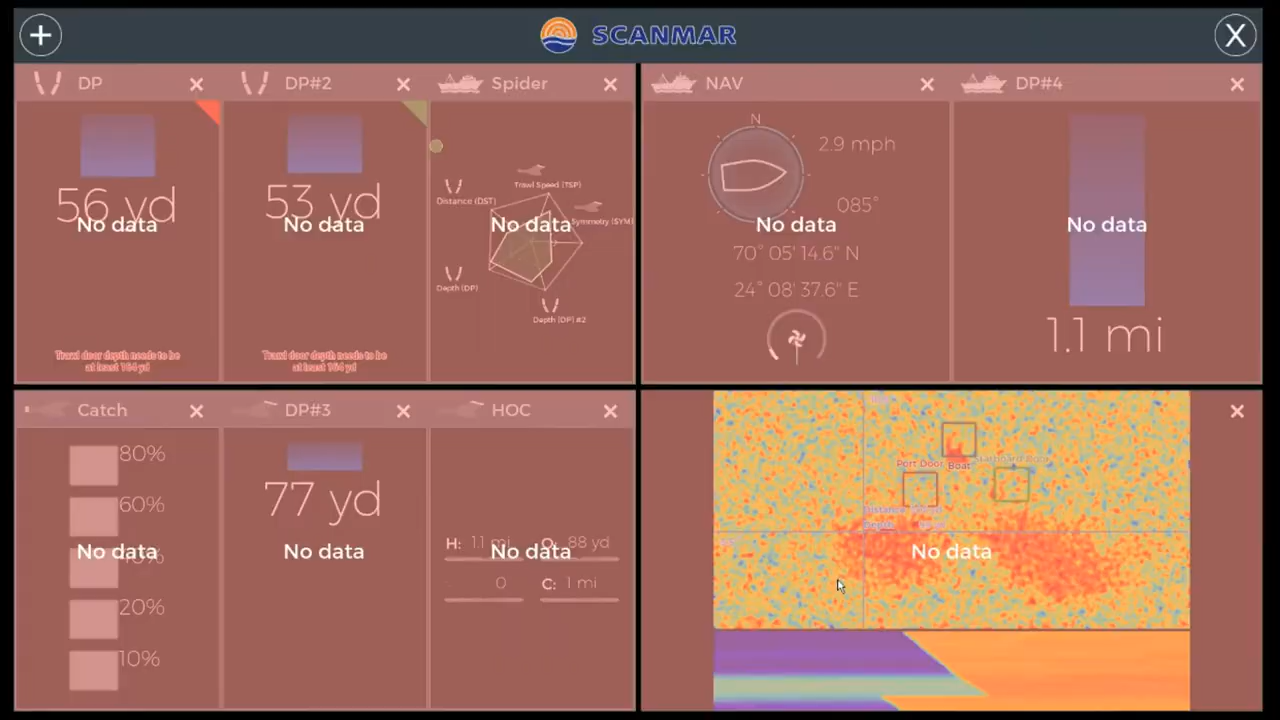 SCANMAR
DP
DP#2
Spider
NAV
DP#4
56 yd
No data
Trawl door depth needs to be
at least 164 yd
53 yd
No data
Trawl door depth needs to be
at least 164 yd
Trawl Speed (TSP)
Distance (DST)
Symmetry (SYM)
No data
Depth (DP)
Depth (DP) #2
N
2.9 mph
085°
No data
70° 05' 14.6" N
24° 08' 37.6" E
No data
1.1 mi
Catch
DP#3
HOC
80%
60%
No data
20%
10%
77 yd
No data
H: 1.1 mi
O: 88 yd
No data
0
C: 1 mi
Port Door
Boat
Starboard Door
Distance
Depth
No data